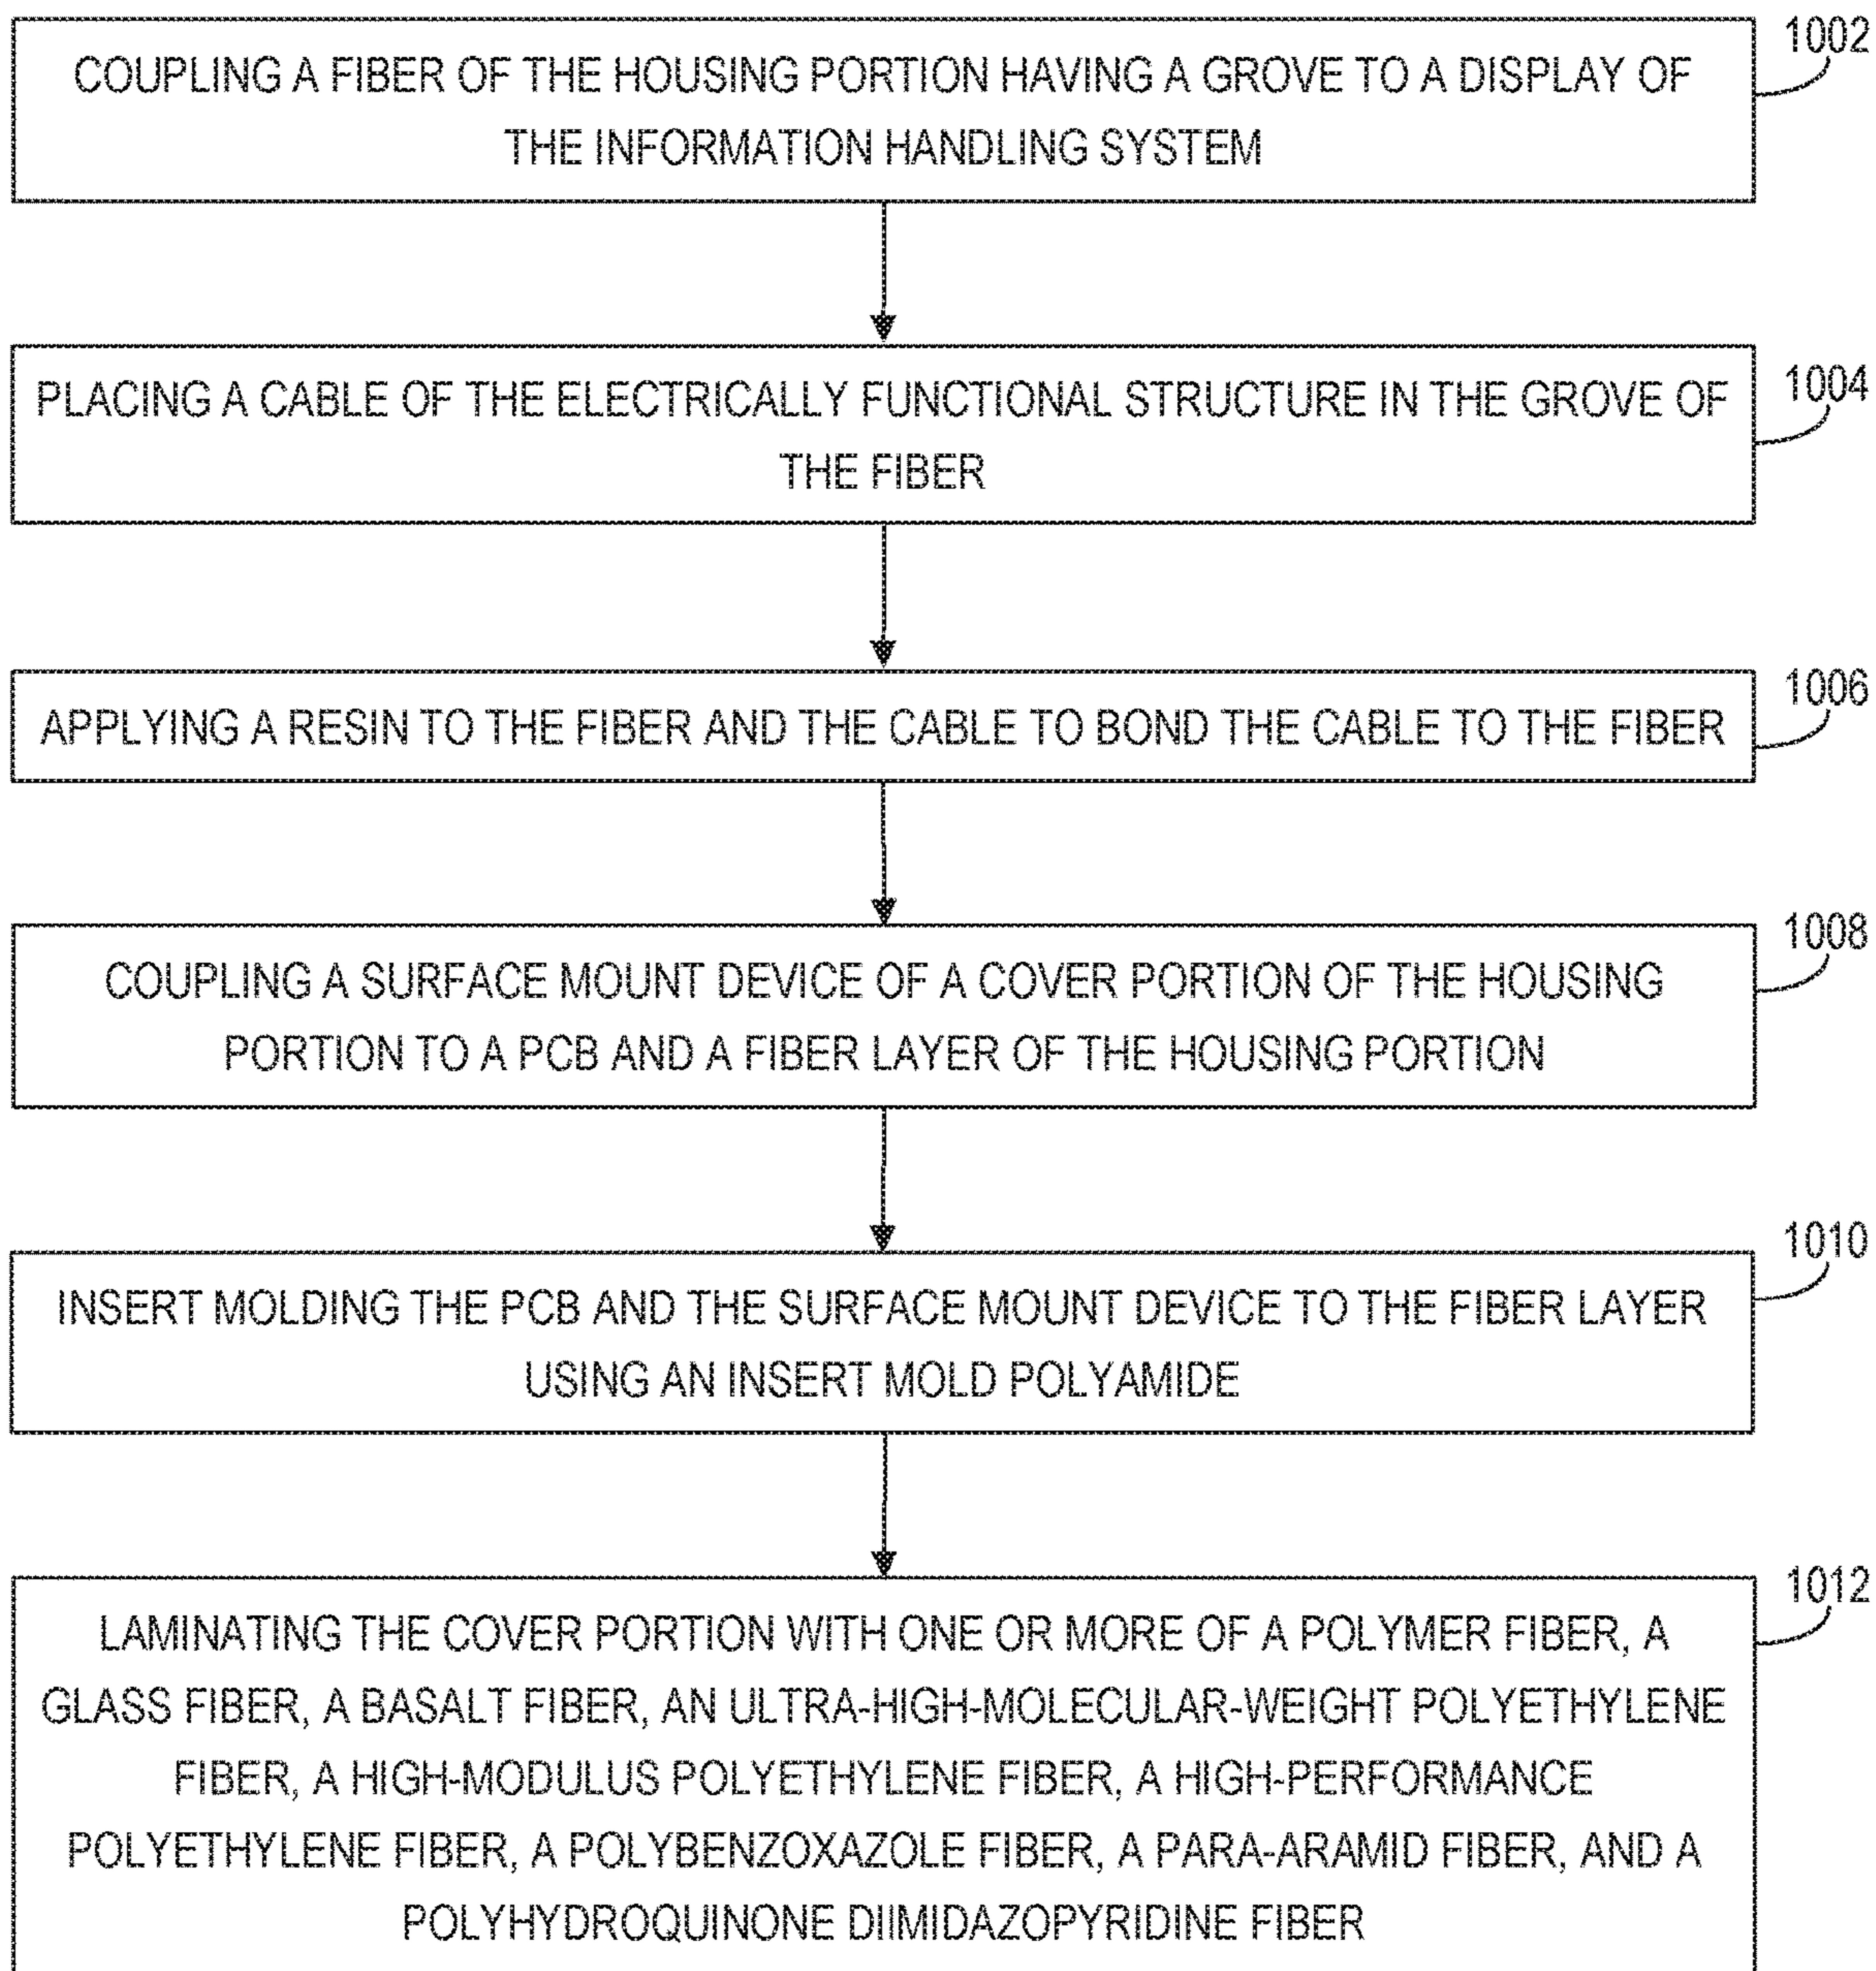 1002
COUPLING A FIBER OF THE HOUSING PORTION HAVING A GROVE TO A DISPLAY OF
THE INFORMATION HANDLING SYSTEM
1004
PLACING A CABLE OF THE ELECTRICALLY FUNCTIONAL STRUCTURE IN THE GROVE OF
THE FIBER
1006
APPLYING A RESIN TO THE FIBER AND THE CABLE TO BOND THE CABLE TO THE FIBER
1008
COUPLING A SURFACE MOUNT DEVICE OF A COVER PORTION OF THE HOUSING
PORTION TO A PCB AND A FIBER LAYER OF THE HOUSING PORTION
1010
INSERT MOLDING THE PCB AND THE SURFACE MOUNT DEVICE TO THE FIBER LAYER
USING AN INSERT MOLD POLYAMIDE
1012
LAMINATING THE COVER PORTION WITH ONE OR MORE OF A POLYMER FIBER, A
GLASS FIBER, A BASALT FIBER, AN ULTRA-HIGH-MOLECULAR-WEIGHT POLYETHYLENE
FIBER, A HIGH-MODULUS POLYETHYLENE FIBER, A HIGH-PERFORMANCE
POLYETHYLENE FIBER, A POLYBENZOXAZOLE FIBER, A PARA-ARAMID FIBER, AND A
POLYHYDROQUINONE DIIMIDAZOPYRIDINE FIBER